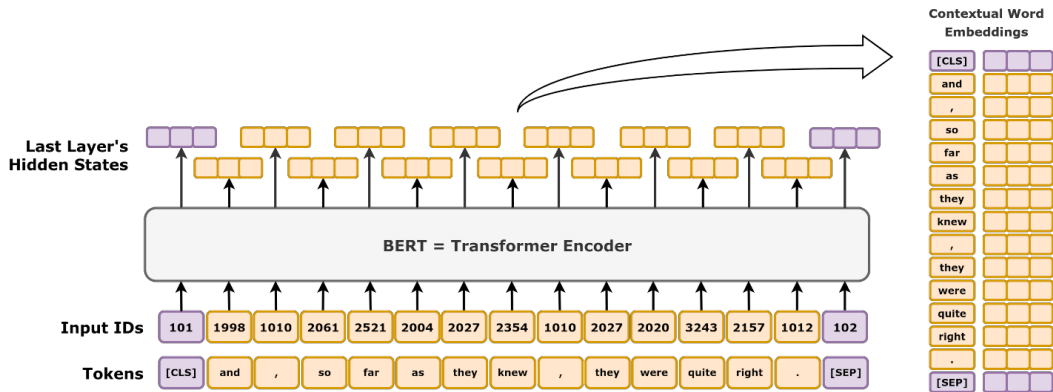 Contextual Word
Embeddings
[CLS]
and
,
so
far
as
they
knew
,
they
were
quite
right
.
[SEP]
Last Layer's
Hidden States
BERT = Transformer Encoder
Input IDs 101 1998 1010 2061 2521 2004 2027 2354 1010 2027 2020 3243 2157 1012 102
Tokens [CLS] and , so far as they knew , they were quite right . [SEP]